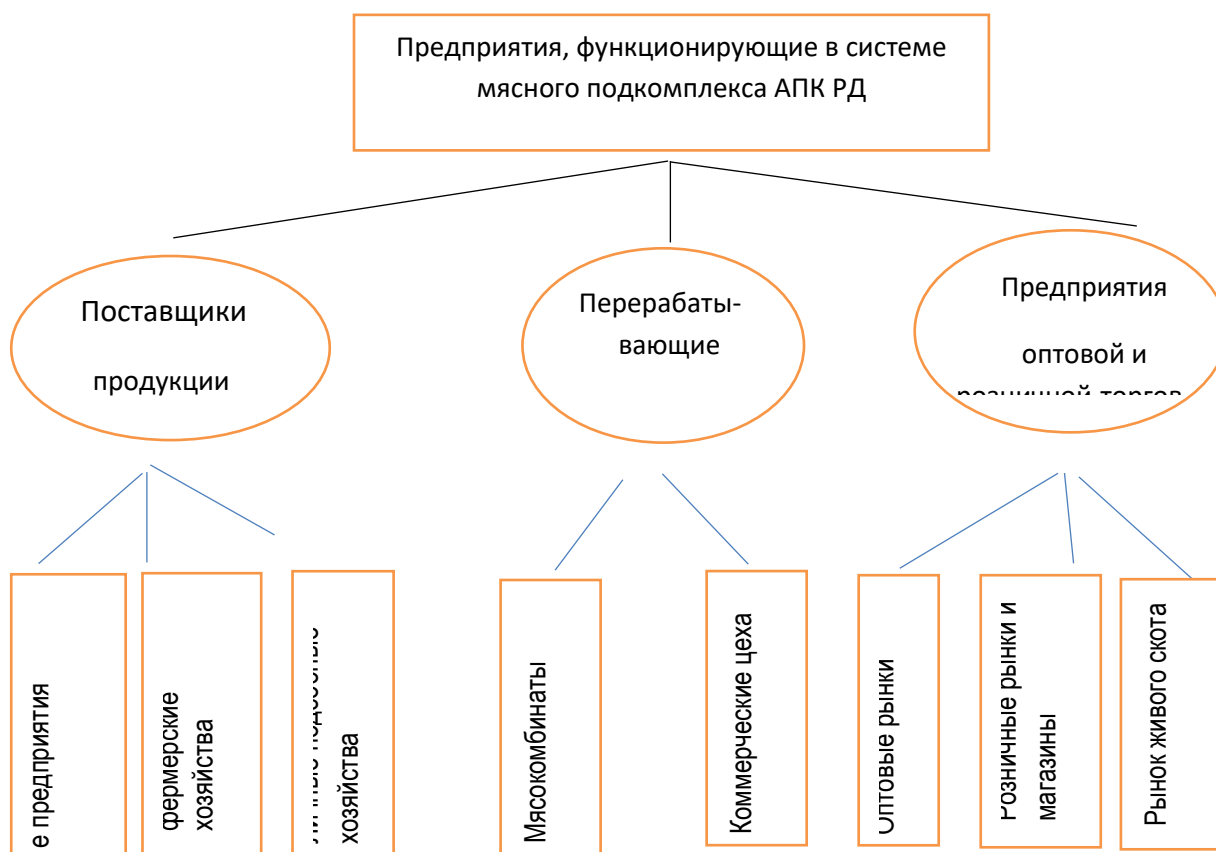 Предприятия, функционирующие в системе
мясного подкомплекса АПК РД
Поставщики
продукции
Перерабаты-
вающие
Предприятия
оптовой и
розничной
е предприятия
фермерские
хозяйства
хозяйства
Мясокомбинаты
Коммерческие цеха
Оптовые рынки
Розничные рынки и
магазины
Рынок живого скота